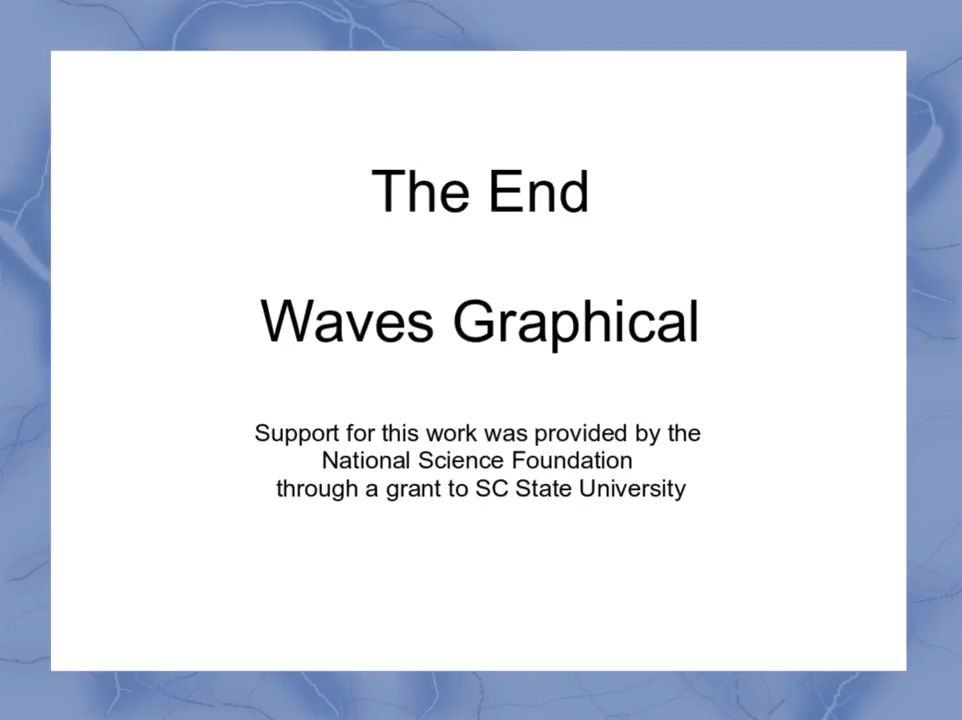 The End
Waves Graphical
Support for this work was provided by the
National Science Foundation
through a grant to SC State University